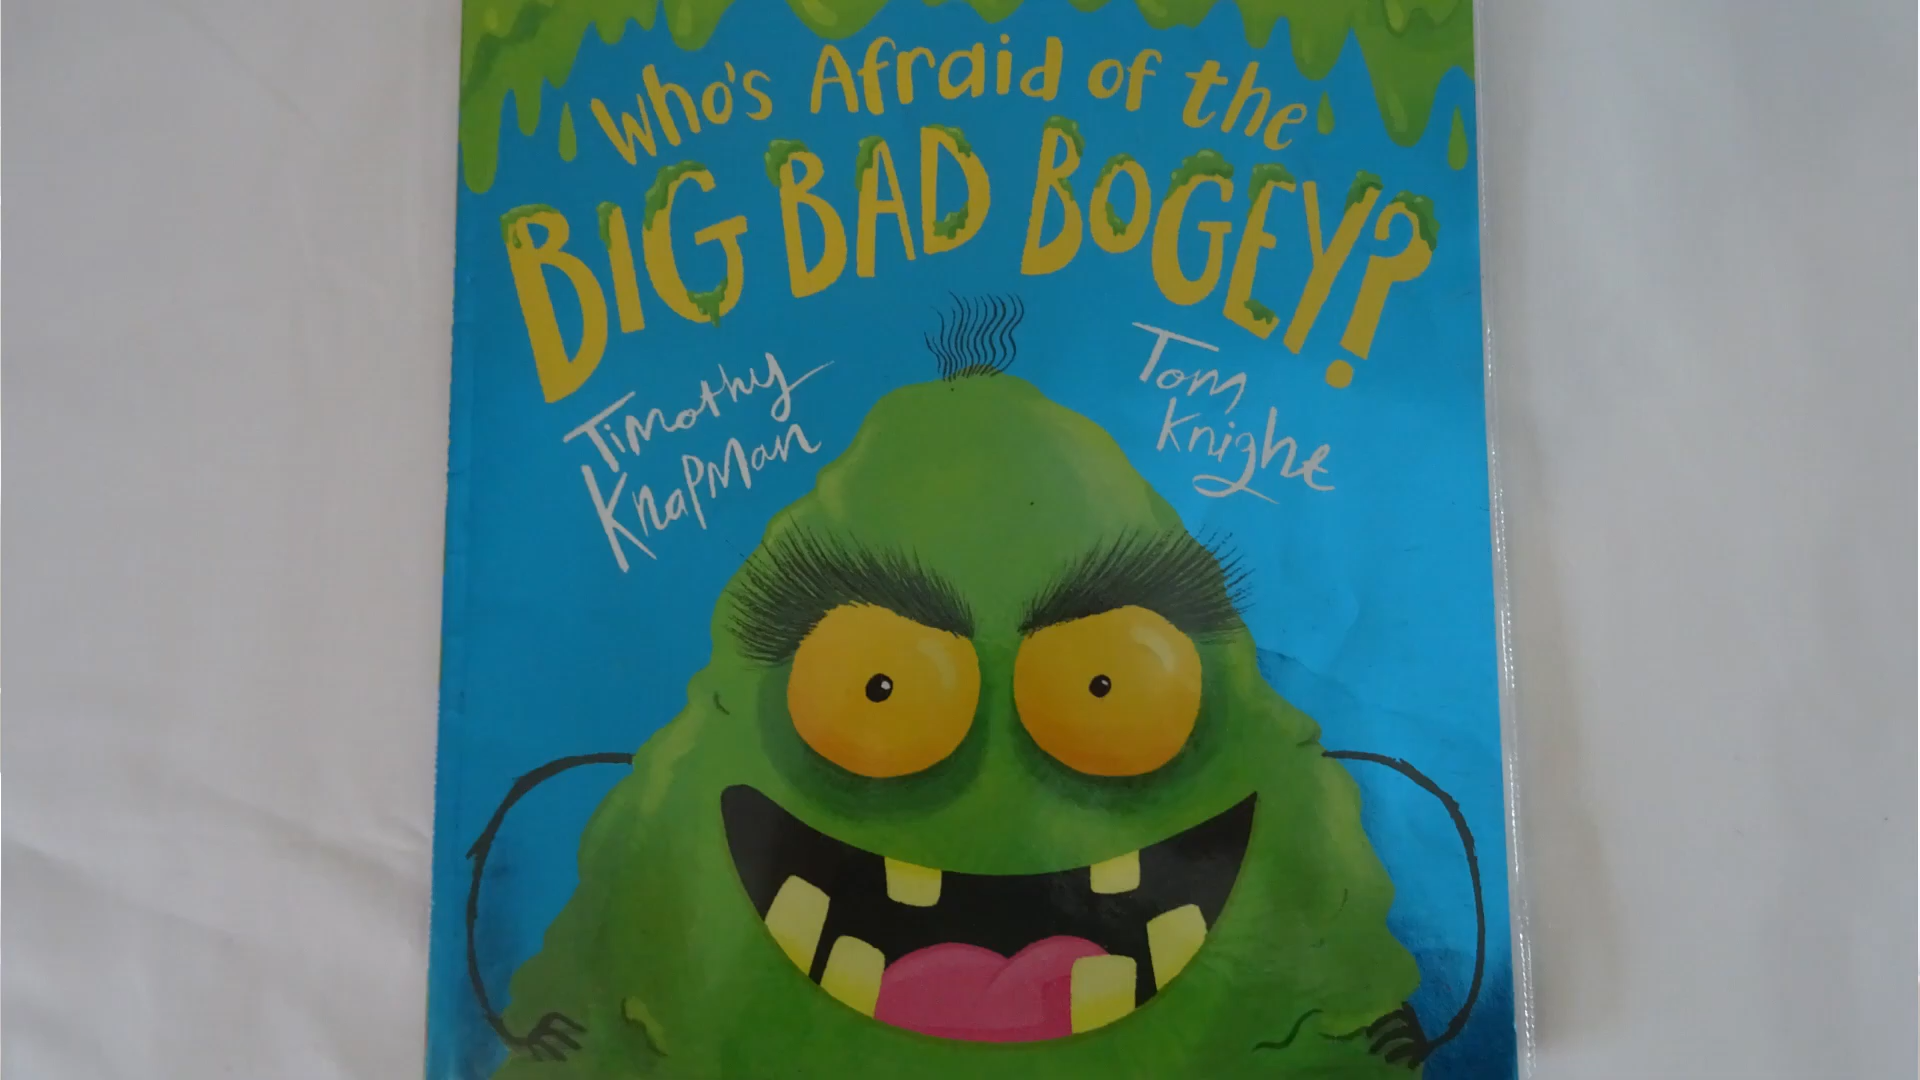 Who's Afraid of the
BIG BAD BOGEY?
Timothy
Knapman
Tom
Knight